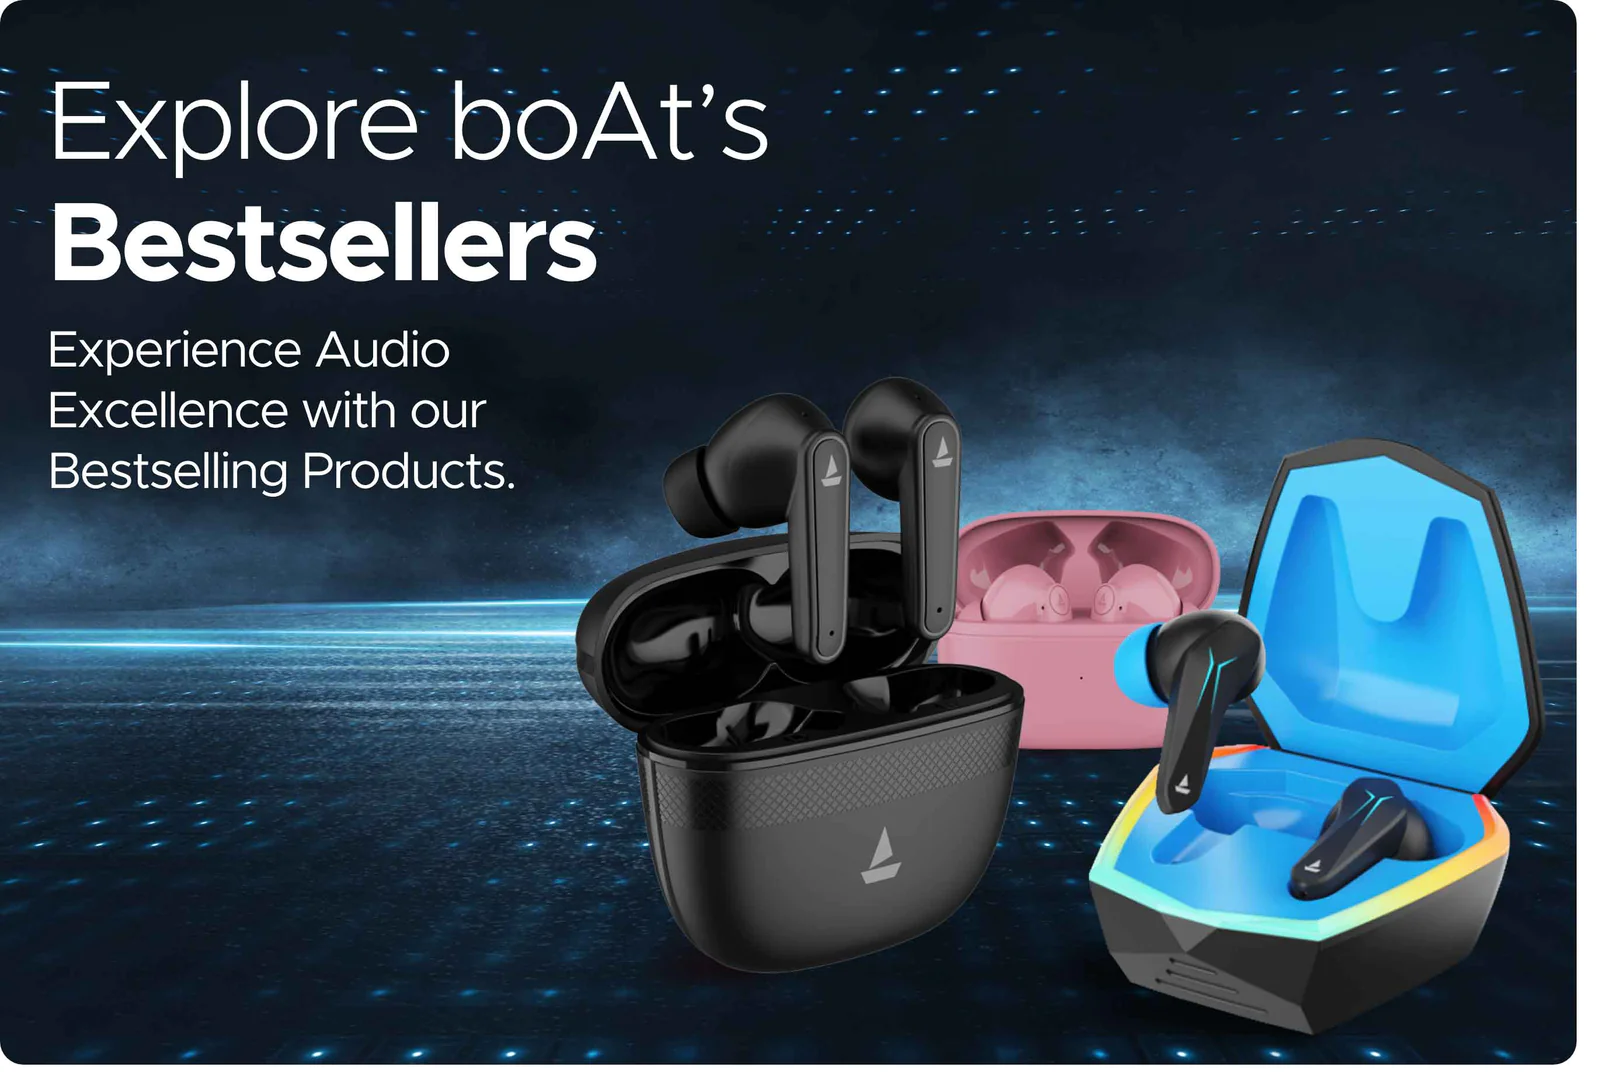 Explore boAt’s
Bestsellers
Experience Audio
Excellence with our
Bestselling Products.